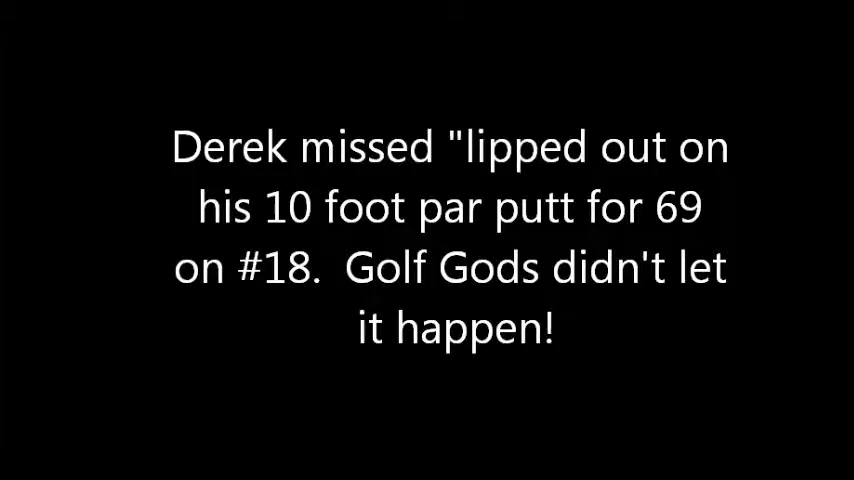 Derek missed "lipped out on
his 10 foot par putt for 69
on #18.  Golf Gods didn't let
it happen!